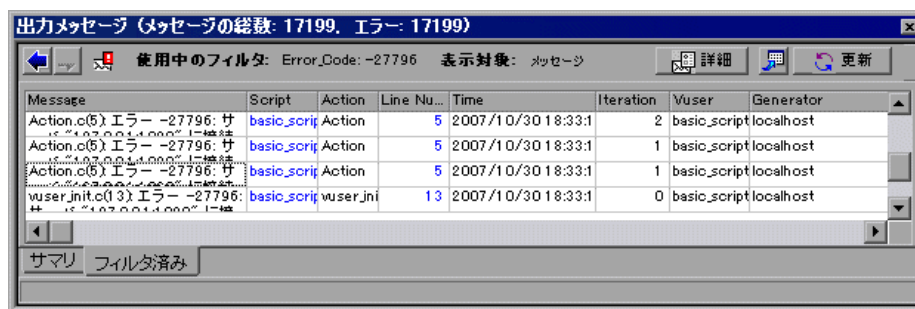 出力メッセージ (メッセージの総数: 17199, エラー: 17199)
使用中のフィルタ: Error_Code: -27796 表示対象: メッセージ 詳細 更新
Message Script Action Line Nu... Time Iteration Vuser Generator
Action.c(5): エラー -27796: サ basic_scrip Action 5 2007/10/30 18:33:1 2 basic_script localhost
Action.c(5): エラー -27796: サ basic_scrip Action 5 2007/10/30 18:33:1 1 basic_script localhost
Action.c(5): エラー -27796: サ basic_scrip Action 5 2007/10/30 18:33:1 1 basic_script localhost
vuser_init.c(13): エラー -27796: basic_scrip vuser_ini 13 2007/10/30 18:33:1 0 basic_script localhost
サマリ フィルタ済み